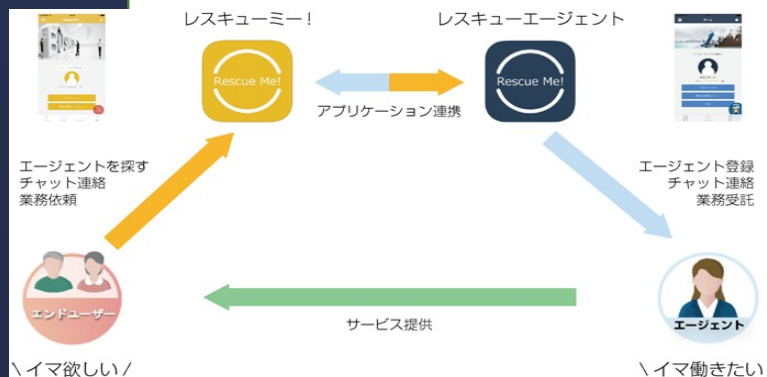 レスキューミー！
レスキューエージェント
Rescue Me!
Rescue Me!
アプリケーション連携
エージェントを探す
チャット連絡
業務依頼
エージェント登録
チャット連絡
業務受託
エンドユーザー
サービス提供
エージェント
\ イマ欲しい /
\ イマ働きたい